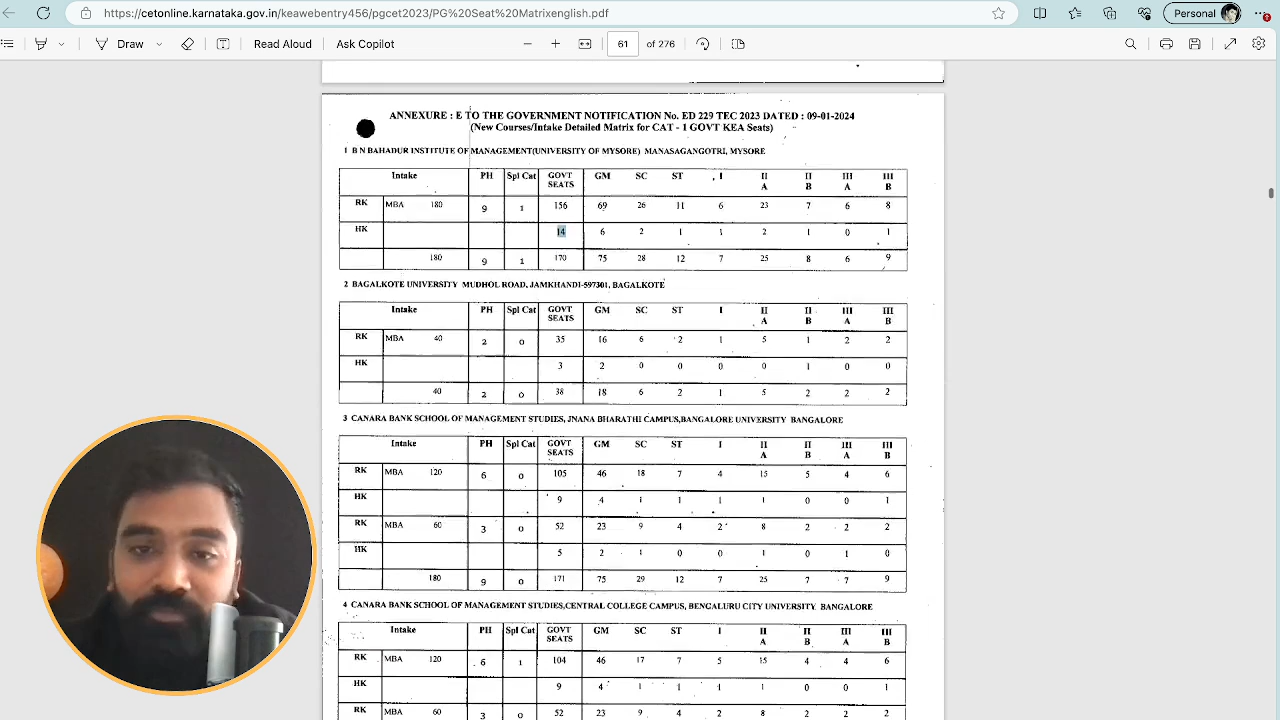 https://cetonline.karnataka.gov.in/keawebentry456/pgcet2023/PG%20Seat%20Matrixenglish.pdf
Personal
2
Draw
Read Aloud
Ask Copilot
61 of 276
ANNEXURE : E TO THE GOVERNMENT NOTIFICATION No. ED 229 TEC 2023 DATED : 09-01-2024
(New Courses/Intake Detailed Matrix for CAT - 1 GOVT KEA Seats)
1 B N BAHADUR INSTITUTE OF MANAGEMENT(UNIVERSITY OF MYSORE) MANASAGANGOTRI, MYSORE
Intake PH Spl Cat GOVT SEATS GM SC ST I II A II B III A III B
RK MBA 180 9 1 156 69 26 11 6 23 7 6 8
HK 14 6 2 1 1 2 1 0 1
180 9 1 170 75 28 12 7 25 8 6 9
2 BAGALKOTE UNIVERSITY MUDHOL ROAD, JAMKHANDI-597301, BAGALKOTE
Intake PH Spl Cat GOVT SEATS GM SC ST I II A II B III A III B
RK MBA 40 2 0 35 16 6 2 1 5 1 2 2
HK 3 2 0 0 0 0 1 0 0
40 2 0 38 18 6 2 1 5 2 2 2
3 CANARA BANK SCHOOL OF MANAGEMENT STUDIES, JNANA BHARATHI CAMPUS,BANGALORE UNIVERSITY BANGALORE
Intake PH Spl Cat GOVT SEATS GM SC ST I II A II B III A III B
RK MBA 120 6 0 105 46 18 7 4 15 5 4 6
HK 9 4 1 1 1 1 0 0 1
RK MBA 60 3 0 52 23 9 4 2 8 2 2 2
HK 5 2 1 0 0 1 0 1 0
180 9 0 171 75 29 12 7 25 7 7 9
4 CANARA BANK SCHOOL OF MANAGEMENT STUDIES,CENTRAL COLLEGE CAMPUS, BENGALURU CITY UNIVERSITY BANGALORE
Intake PH Spl Cat GOVT SEATS GM SC ST I II A II B III A III B
RK MBA 120 6 1 104 46 17 7 5 15 4 4 6
HK 9 4 1 1 1 1 0 0 1
RK MBA 60 3 0 52 23 9 4 2 8 2 2 2